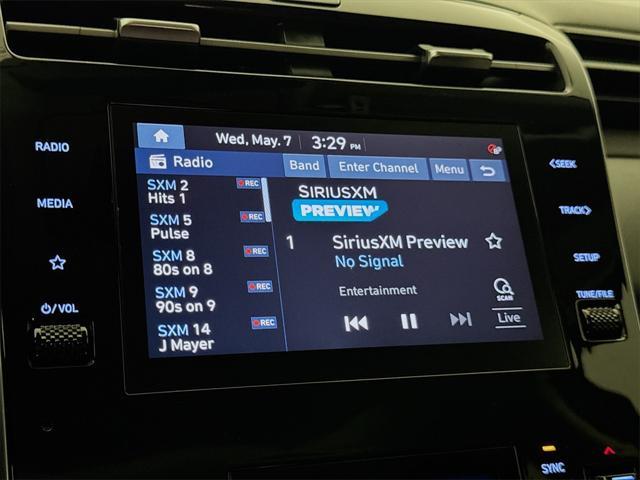 Wed, May. 7 3:29 PM
Radio Band Enter Channel Menu
SXM 2 REC
Hits 1
SXM 5 REC
Pulse
SXM 8 REC
80s on 8
SXM 9 REC
90s on 9
SXM 14 REC
J Mayer
SIRIUSXM
PREVIEW
1 SiriusXM Preview
No Signal
Entertainment
SCAN
Live
RADIO
MEDIA
VOL
SEEK
TRACK
SETUP
TUNE/FILE
SYNC